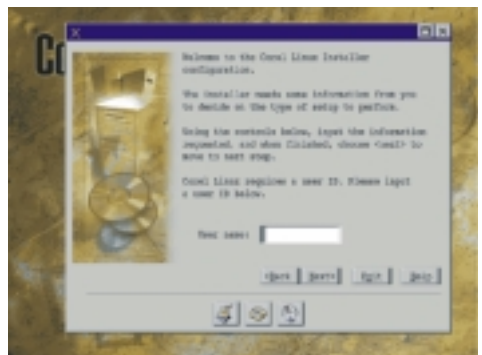 Co
Welcome to the Corel Linux Installer
configuration.
The installer needs some information from you
to decide on the type of setup to perform.
Using the controls below, input the information
requested, and when finished, choose <next> to
move to next step.
Corel Linux requires a user ID. Please input
a user ID below.
User name:
<Back Next> Exit Help